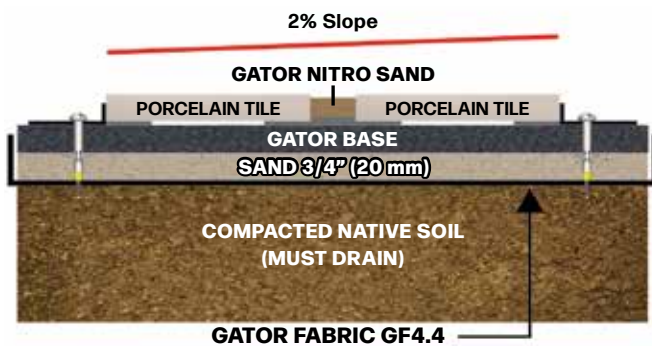 2% Slope
GATOR NITRO SAND
PORCELAIN TILE PORCELAIN TILE
GATOR BASE
SAND 3/4" (20 mm)
COMPACTED NATIVE SOIL
(MUST DRAIN)
GATOR FABRIC GF4.4